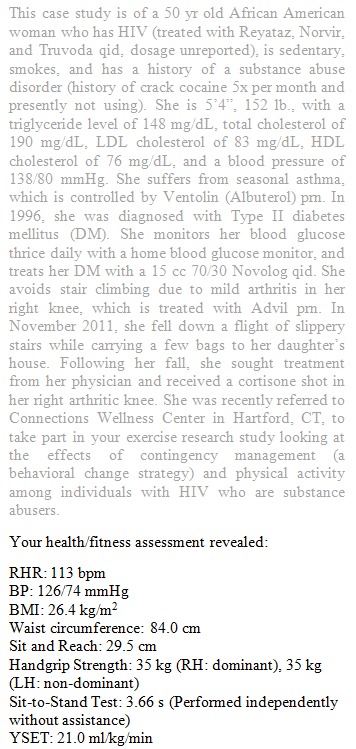 This case study is of a 50 yr old African American
woman who has HIV (treated with Reyataz, Norvir,
and Truvoda qid, dosage unreported), is sedentary,
smokes, and has a history of a substance abuse
disorder (history of crack cocaine 5x per month and
presently not using). She is 5’4”, 152 lb., with a
triglyceride level of 148 mg/dL, total cholesterol of
190 mg/dL, LDL cholesterol of 83 mg/dL, HDL
cholesterol of 76 mg/dL, and a blood pressure of
138/80 mmHg. She suffers from seasonal asthma,
which is controlled by Ventolin (Albuterol) prn. In
1996, she was diagnosed with Type II diabetes
mellitus (DM). She monitors her blood glucose
thrice daily with a home blood glucose monitor, and
treats her DM with a 15 cc 70/30 Novolog qid. She
avoids stair climbing due to mild arthritis in her
right knee, which is treated with Advil prn. In
November 2011, she fell down a flight of slippery
stairs while carrying a few bags to her daughter’s
house. Following her fall, she sought treatment
from her physician and received a cortisone shot in
her right arthritic knee. She was recently referred to
Connections Wellness Center in Hartford, CT, to
take part in your exercise research study looking at
the effects of contingency management (a
behavioral change strategy) and physical activity
among individuals with HIV who are substance
abusers.
Your health/fitness assessment revealed:
RHR: 113 bpm
BP: 126/74 mmHg
BMI: 26.4 kg/m²
Waist circumference: 84.0 cm
Sit and Reach: 29.5 cm
Handgrip Strength: 35 kg (RH: dominant), 35 kg
(LH: non-dominant)
Sit-to-Stand Test: 3.66 s (Performed independently
without assistance)
YSET: 21.0 ml/kg/min